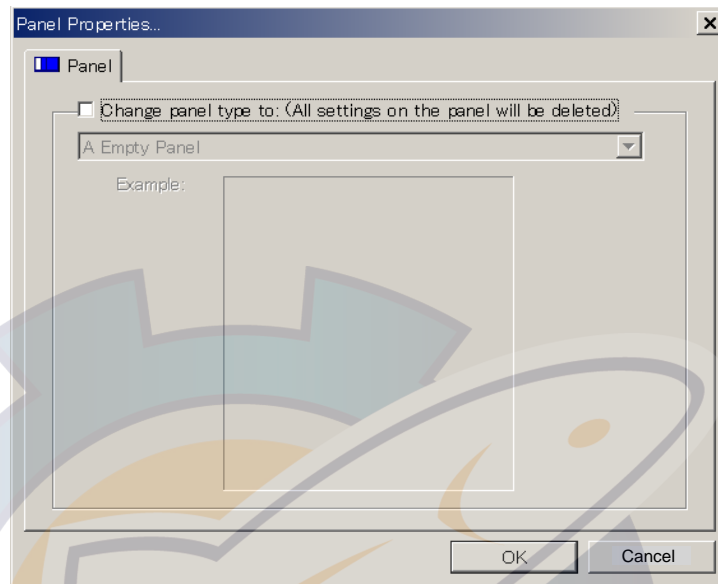 Panel Properties...
Panel
Change panel type to: (All settings on the panel will be deleted)
A Empty Panel
Example:
OK
Cancel